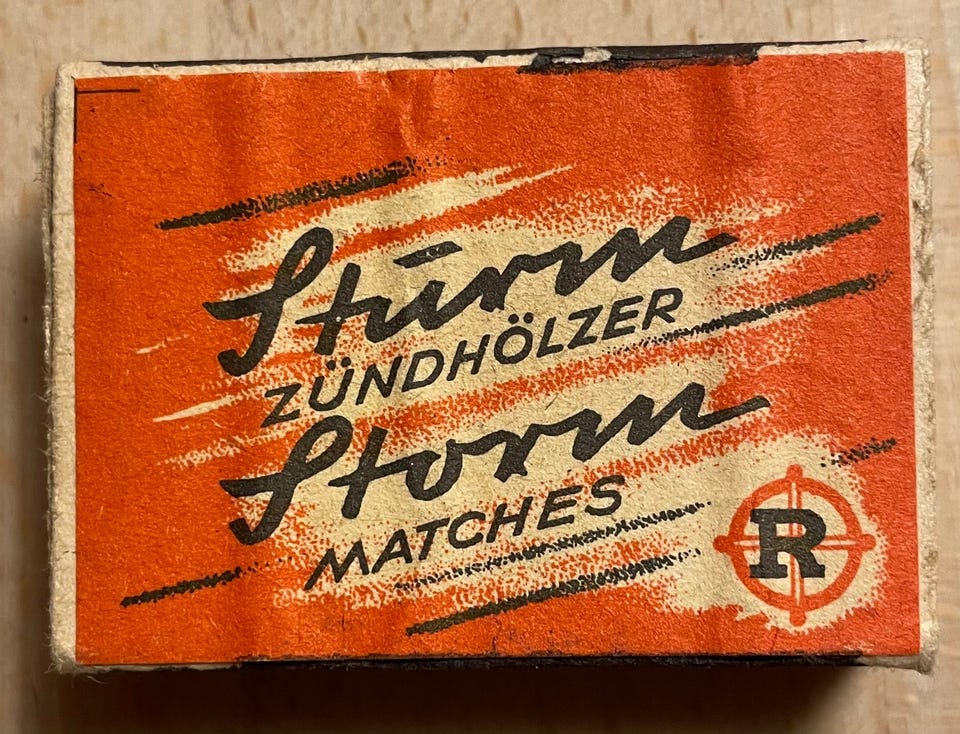 Sturm
ZÜNDHÖLZER
Storm
MATCHES
R